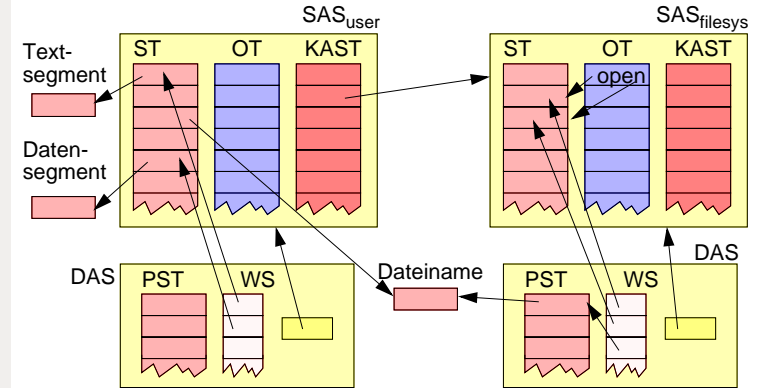 SASuser
SASfilesys
ST OT KAST
ST OT KAST
Text-
segment
open
Daten-
segment
DAS
PST WS
Dateiname
DAS
PST WS